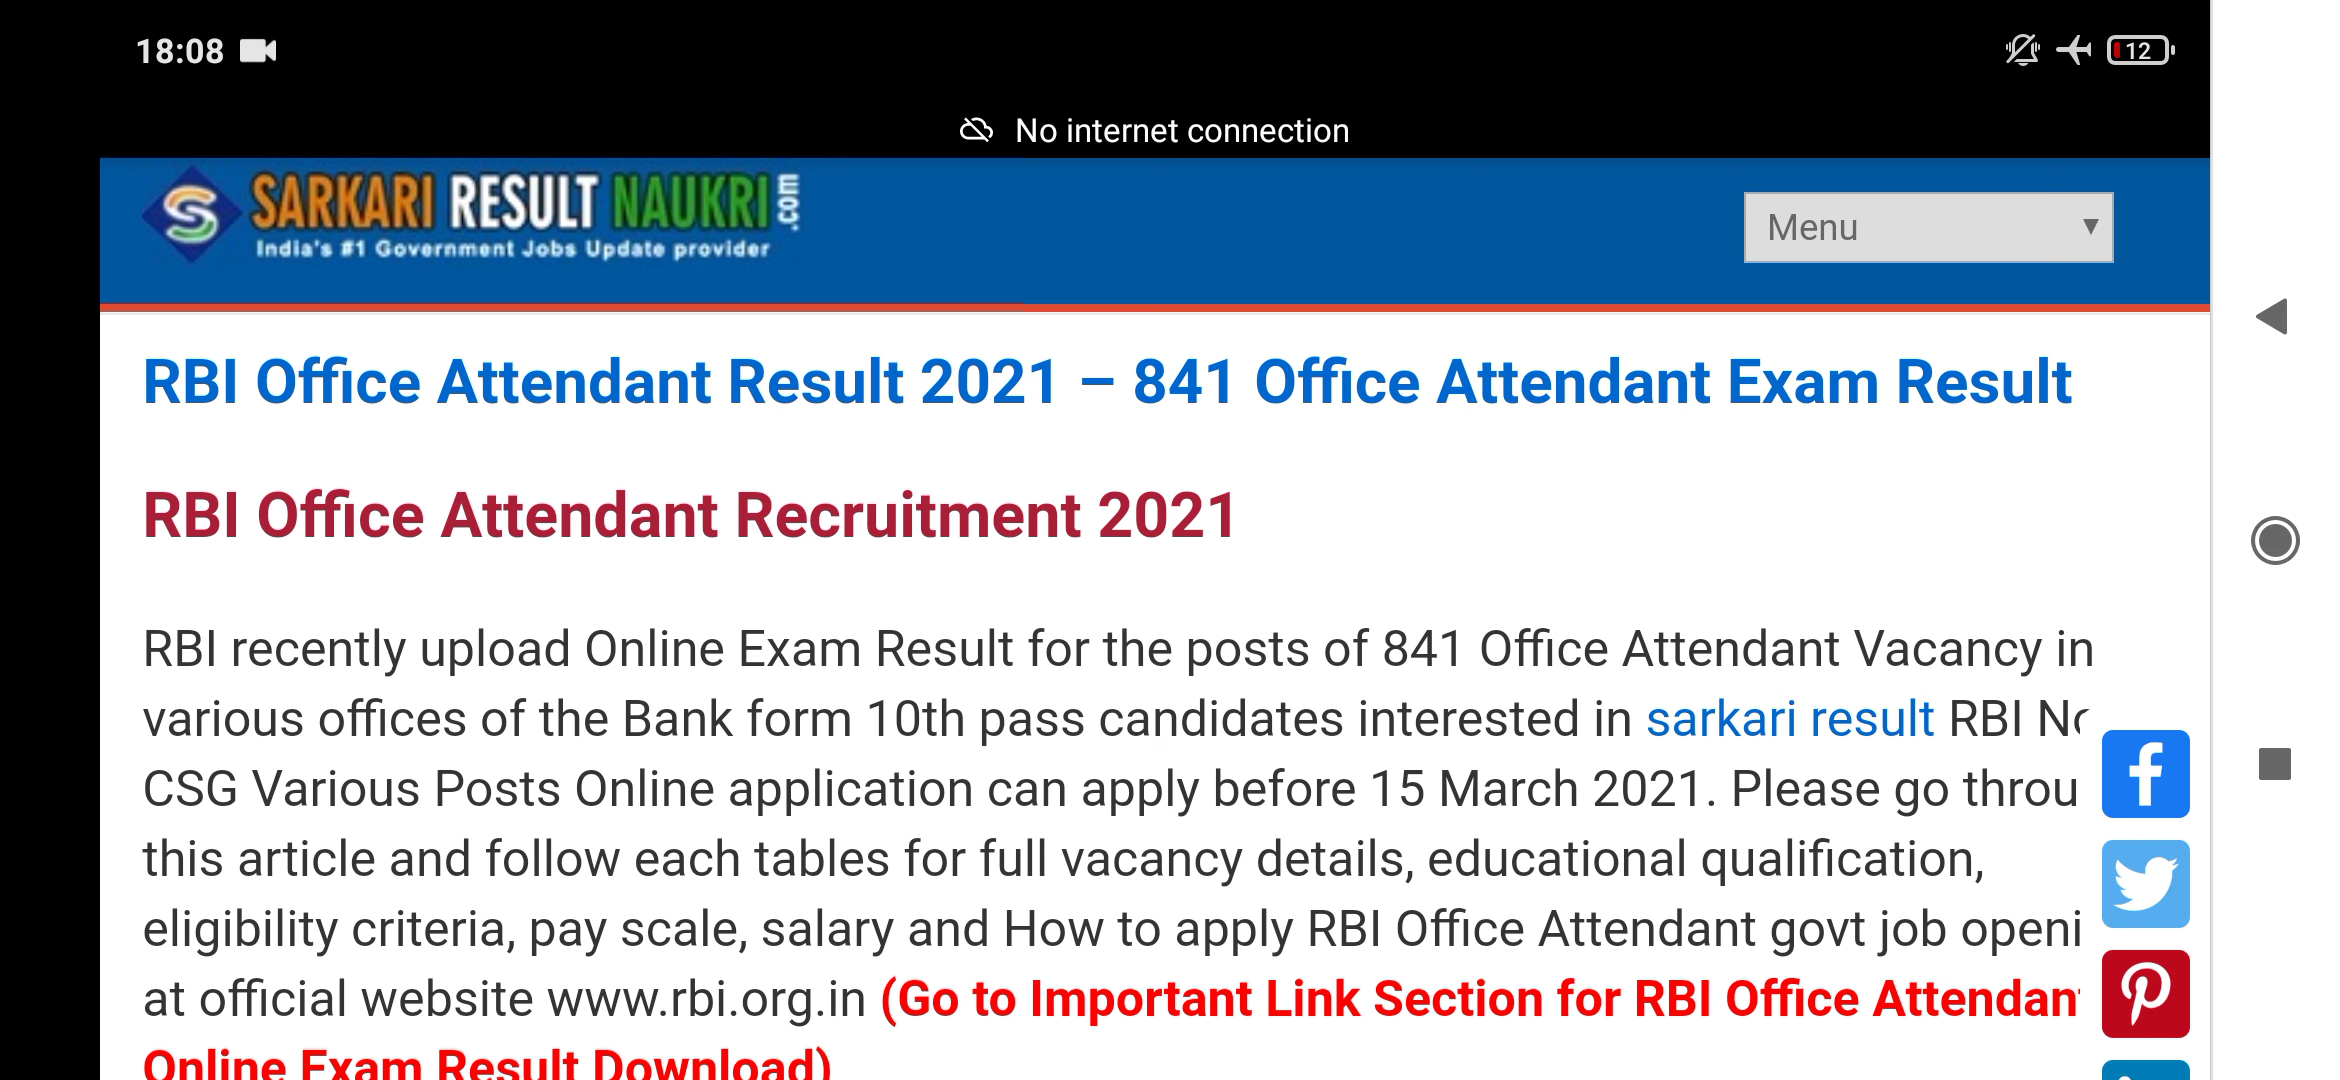 18:08
12
No internet connection
SARKARI RESULT NAUKRI .com
India's #1 Government Jobs Update provider
Menu
RBI Office Attendant Result 2021 – 841 Office Attendant Exam Result
RBI Office Attendant Recruitment 2021
RBI recently upload Online Exam Result for the posts of 841 Office Attendant Vacancy in
various offices of the Bank form 10th pass candidates interested in sarkari result RBI
CSG Various Posts Online application can apply before 15 March 2021. Please go throu
this article and follow each tables for full vacancy details, educational qualification,
eligibility criteria, pay scale, salary and How to apply RBI Office Attendant govt job openi
at official website www.rbi.org.in (Go to Important Link Section for RBI Office Attendant
Online Exam Result Download)